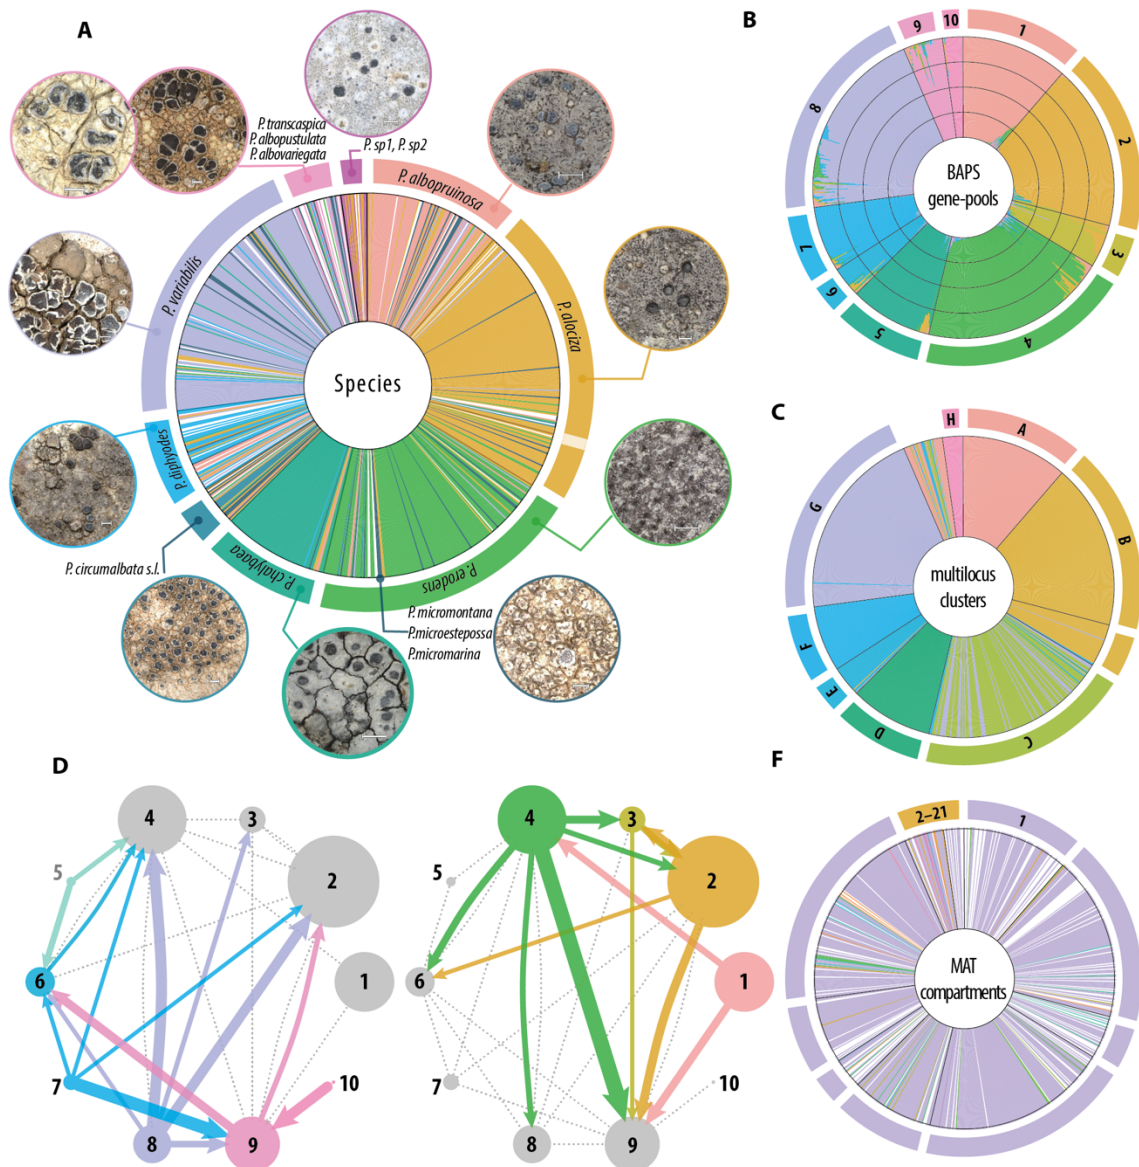 A
P. transcaspica
P. albopustulata
P. albovariegata
P. sp1, P. sp2
P. albopruinosa
P. alociza
P. erodens
P. micromontana
P.microestepossa
P.micromarina
P. chalybaea
P. circumalbata s.l.
P. diphyodes
P. variabilis
Species
B
1
2
3
4
5
6
7
8
9
10
BAPS
gene-pools
C
A
B
C
D
E
F
G
H
multilocus
clusters
D
4
3
5
2
6
1
7
10
8
9
4
3
5
2
6
1
7
10
8
9
F
2–21
1
MAT
compartments